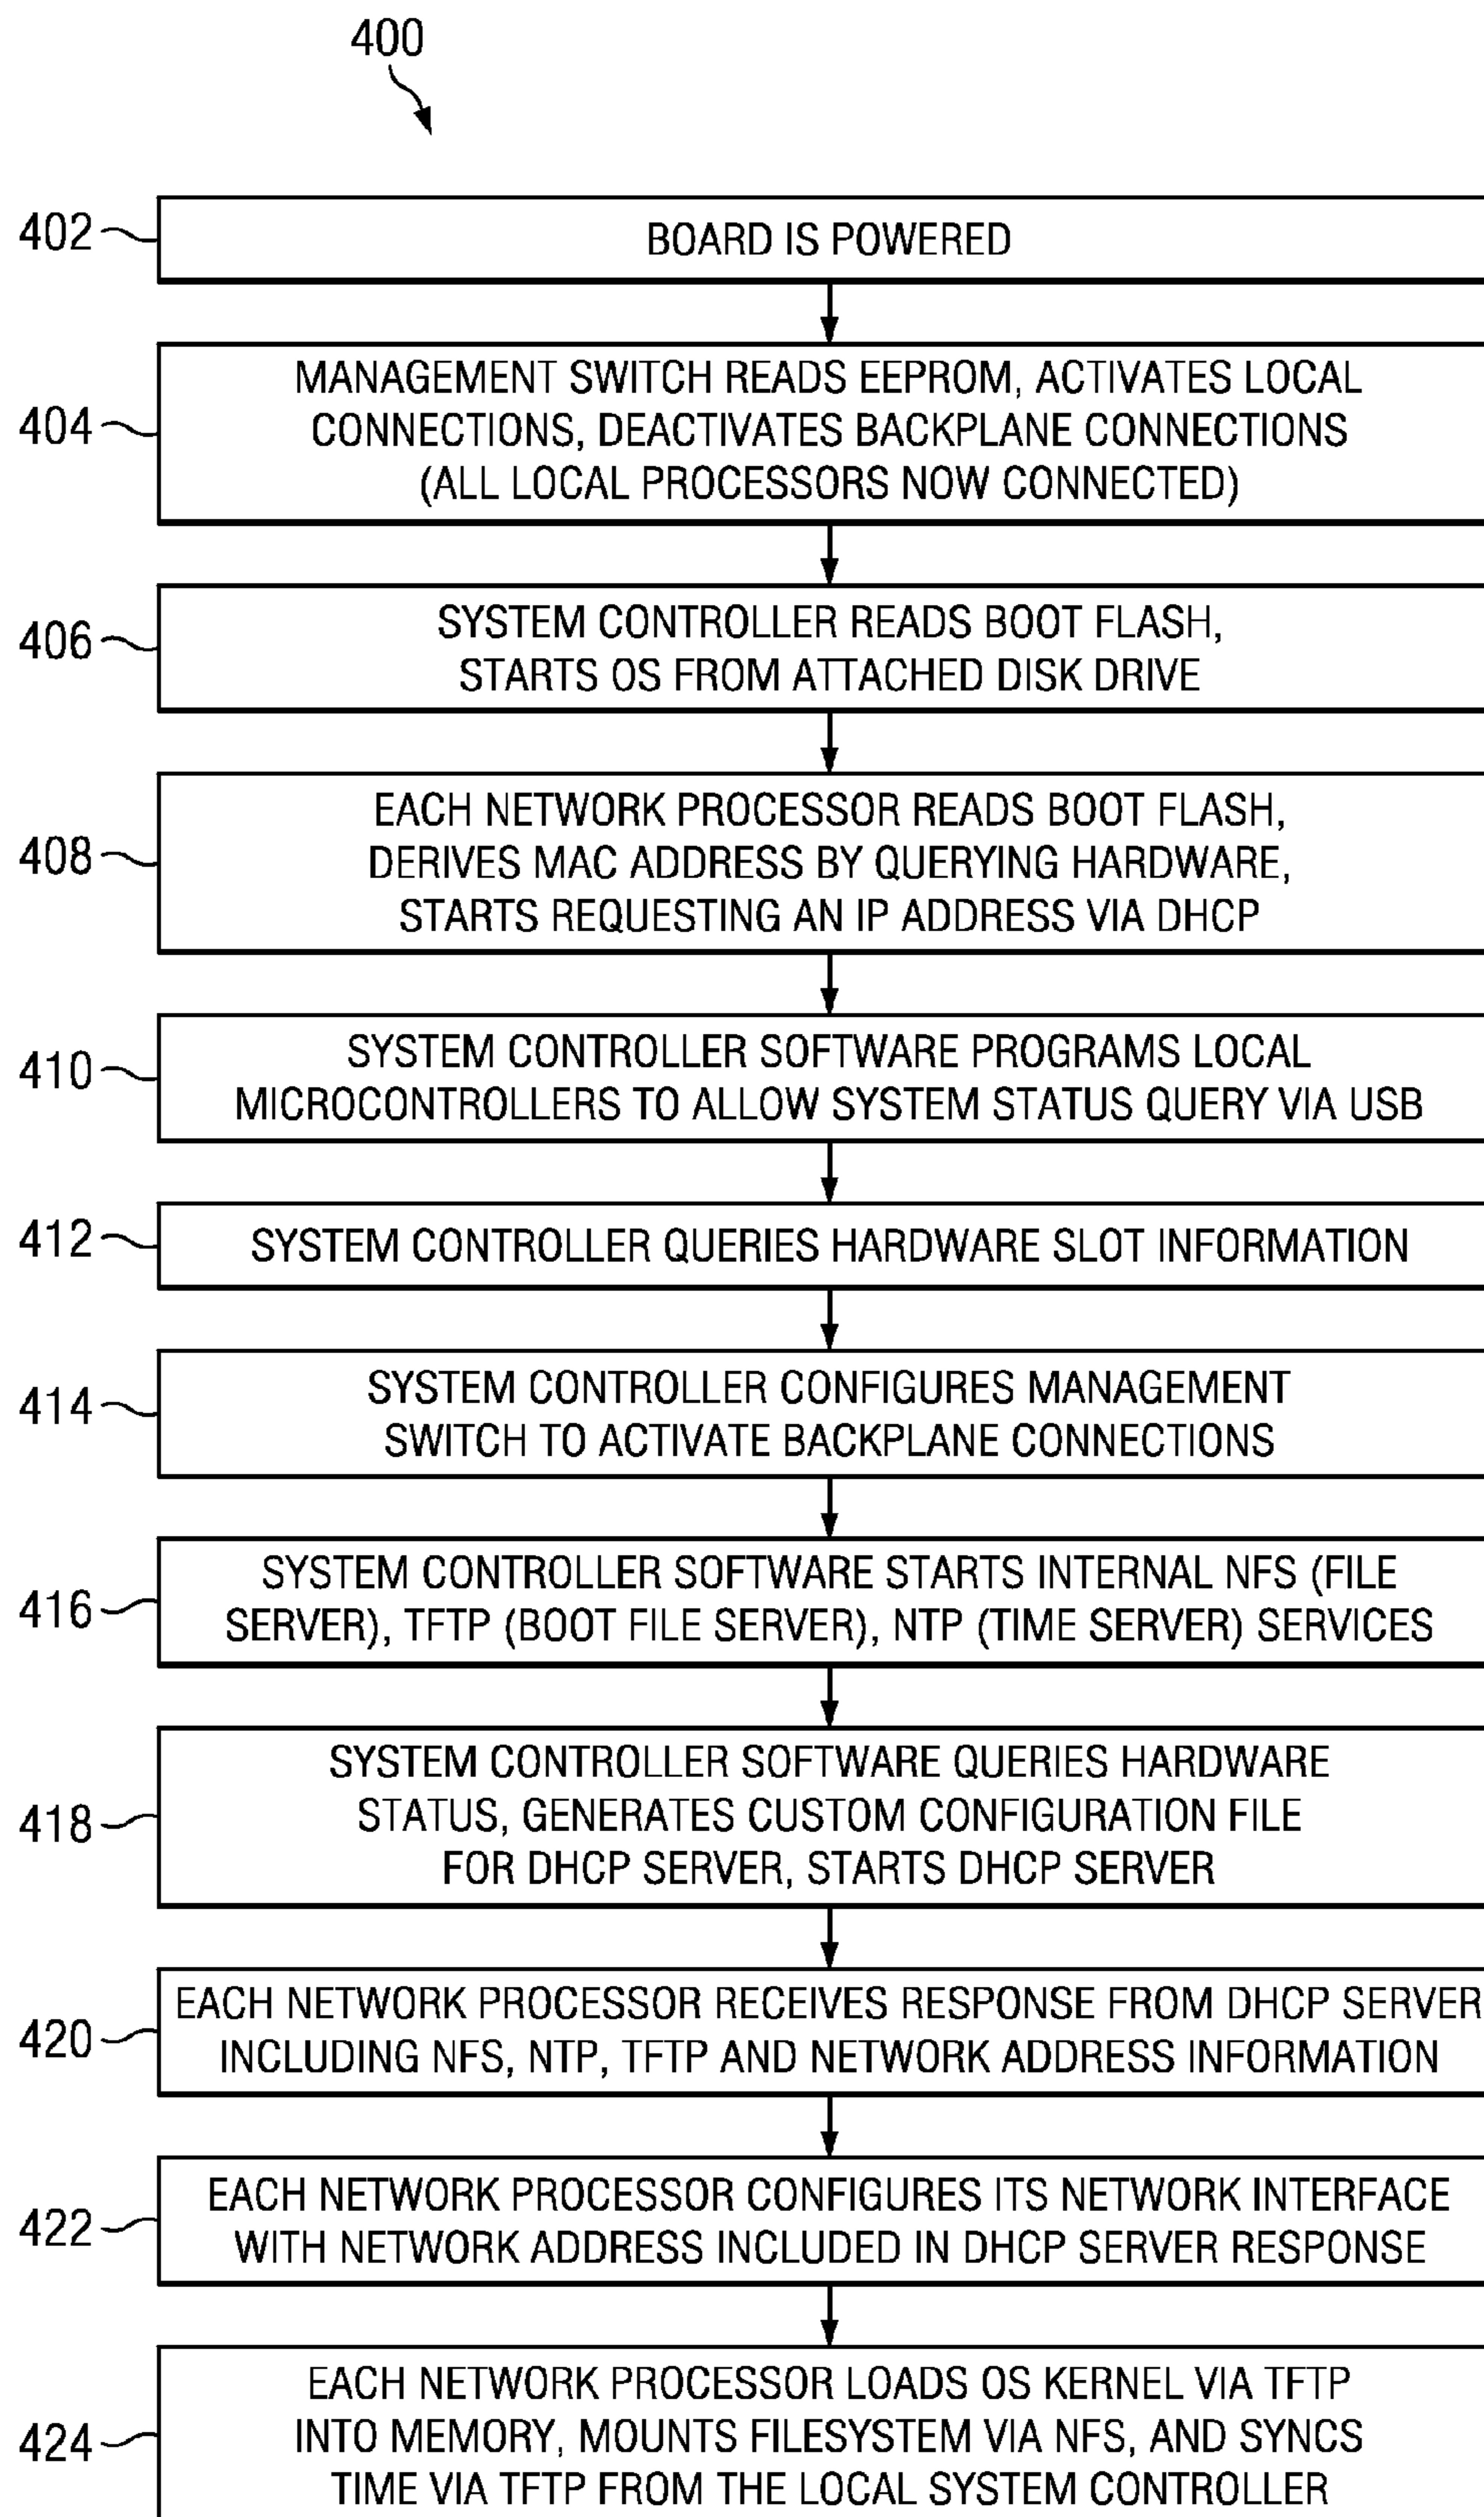 400
402
BOARD IS POWERED
404
MANAGEMENT SWITCH READS EEPROM, ACTIVATES LOCAL
CONNECTIONS, DEACTIVATES BACKPLANE CONNECTIONS
(ALL LOCAL PROCESSORS NOW CONNECTED)
406
SYSTEM CONTROLLER READS BOOT FLASH,
STARTS OS FROM ATTACHED DISK DRIVE
408
EACH NETWORK PROCESSOR READS BOOT FLASH,
DERIVES MAC ADDRESS BY QUERYING HARDWARE,
STARTS REQUESTING AN IP ADDRESS VIA DHCP
410
SYSTEM CONTROLLER SOFTWARE PROGRAMS LOCAL
MICROCONTROLLERS TO ALLOW SYSTEM STATUS QUERY VIA USB
412
SYSTEM CONTROLLER QUERIES HARDWARE SLOT INFORMATION
414
SYSTEM CONTROLLER CONFIGURES MANAGEMENT
SWITCH TO ACTIVATE BACKPLANE CONNECTIONS
416
SYSTEM CONTROLLER SOFTWARE STARTS INTERNAL NFS (FILE
SERVER), TFTP (BOOT FILE SERVER), NTP (TIME SERVER) SERVICES
418
SYSTEM CONTROLLER SOFTWARE QUERIES HARDWARE
STATUS, GENERATES CUSTOM CONFIGURATION FILE
FOR DHCP SERVER, STARTS DHCP SERVER
420
EACH NETWORK PROCESSOR RECEIVES RESPONSE FROM DHCP SERVER
INCLUDING NFS, NTP, TFTP AND NETWORK ADDRESS INFORMATION
422
EACH NETWORK PROCESSOR CONFIGURES ITS NETWORK INTERFACE
WITH NETWORK ADDRESS INCLUDED IN DHCP SERVER RESPONSE
424
EACH NETWORK PROCESSOR LOADS OS KERNEL VIA TFTP
INTO MEMORY, MOUNTS FILESYSTEM VIA NFS, AND SYNCS
TIME VIA TFTP FROM THE LOCAL SYSTEM CONTROLLER